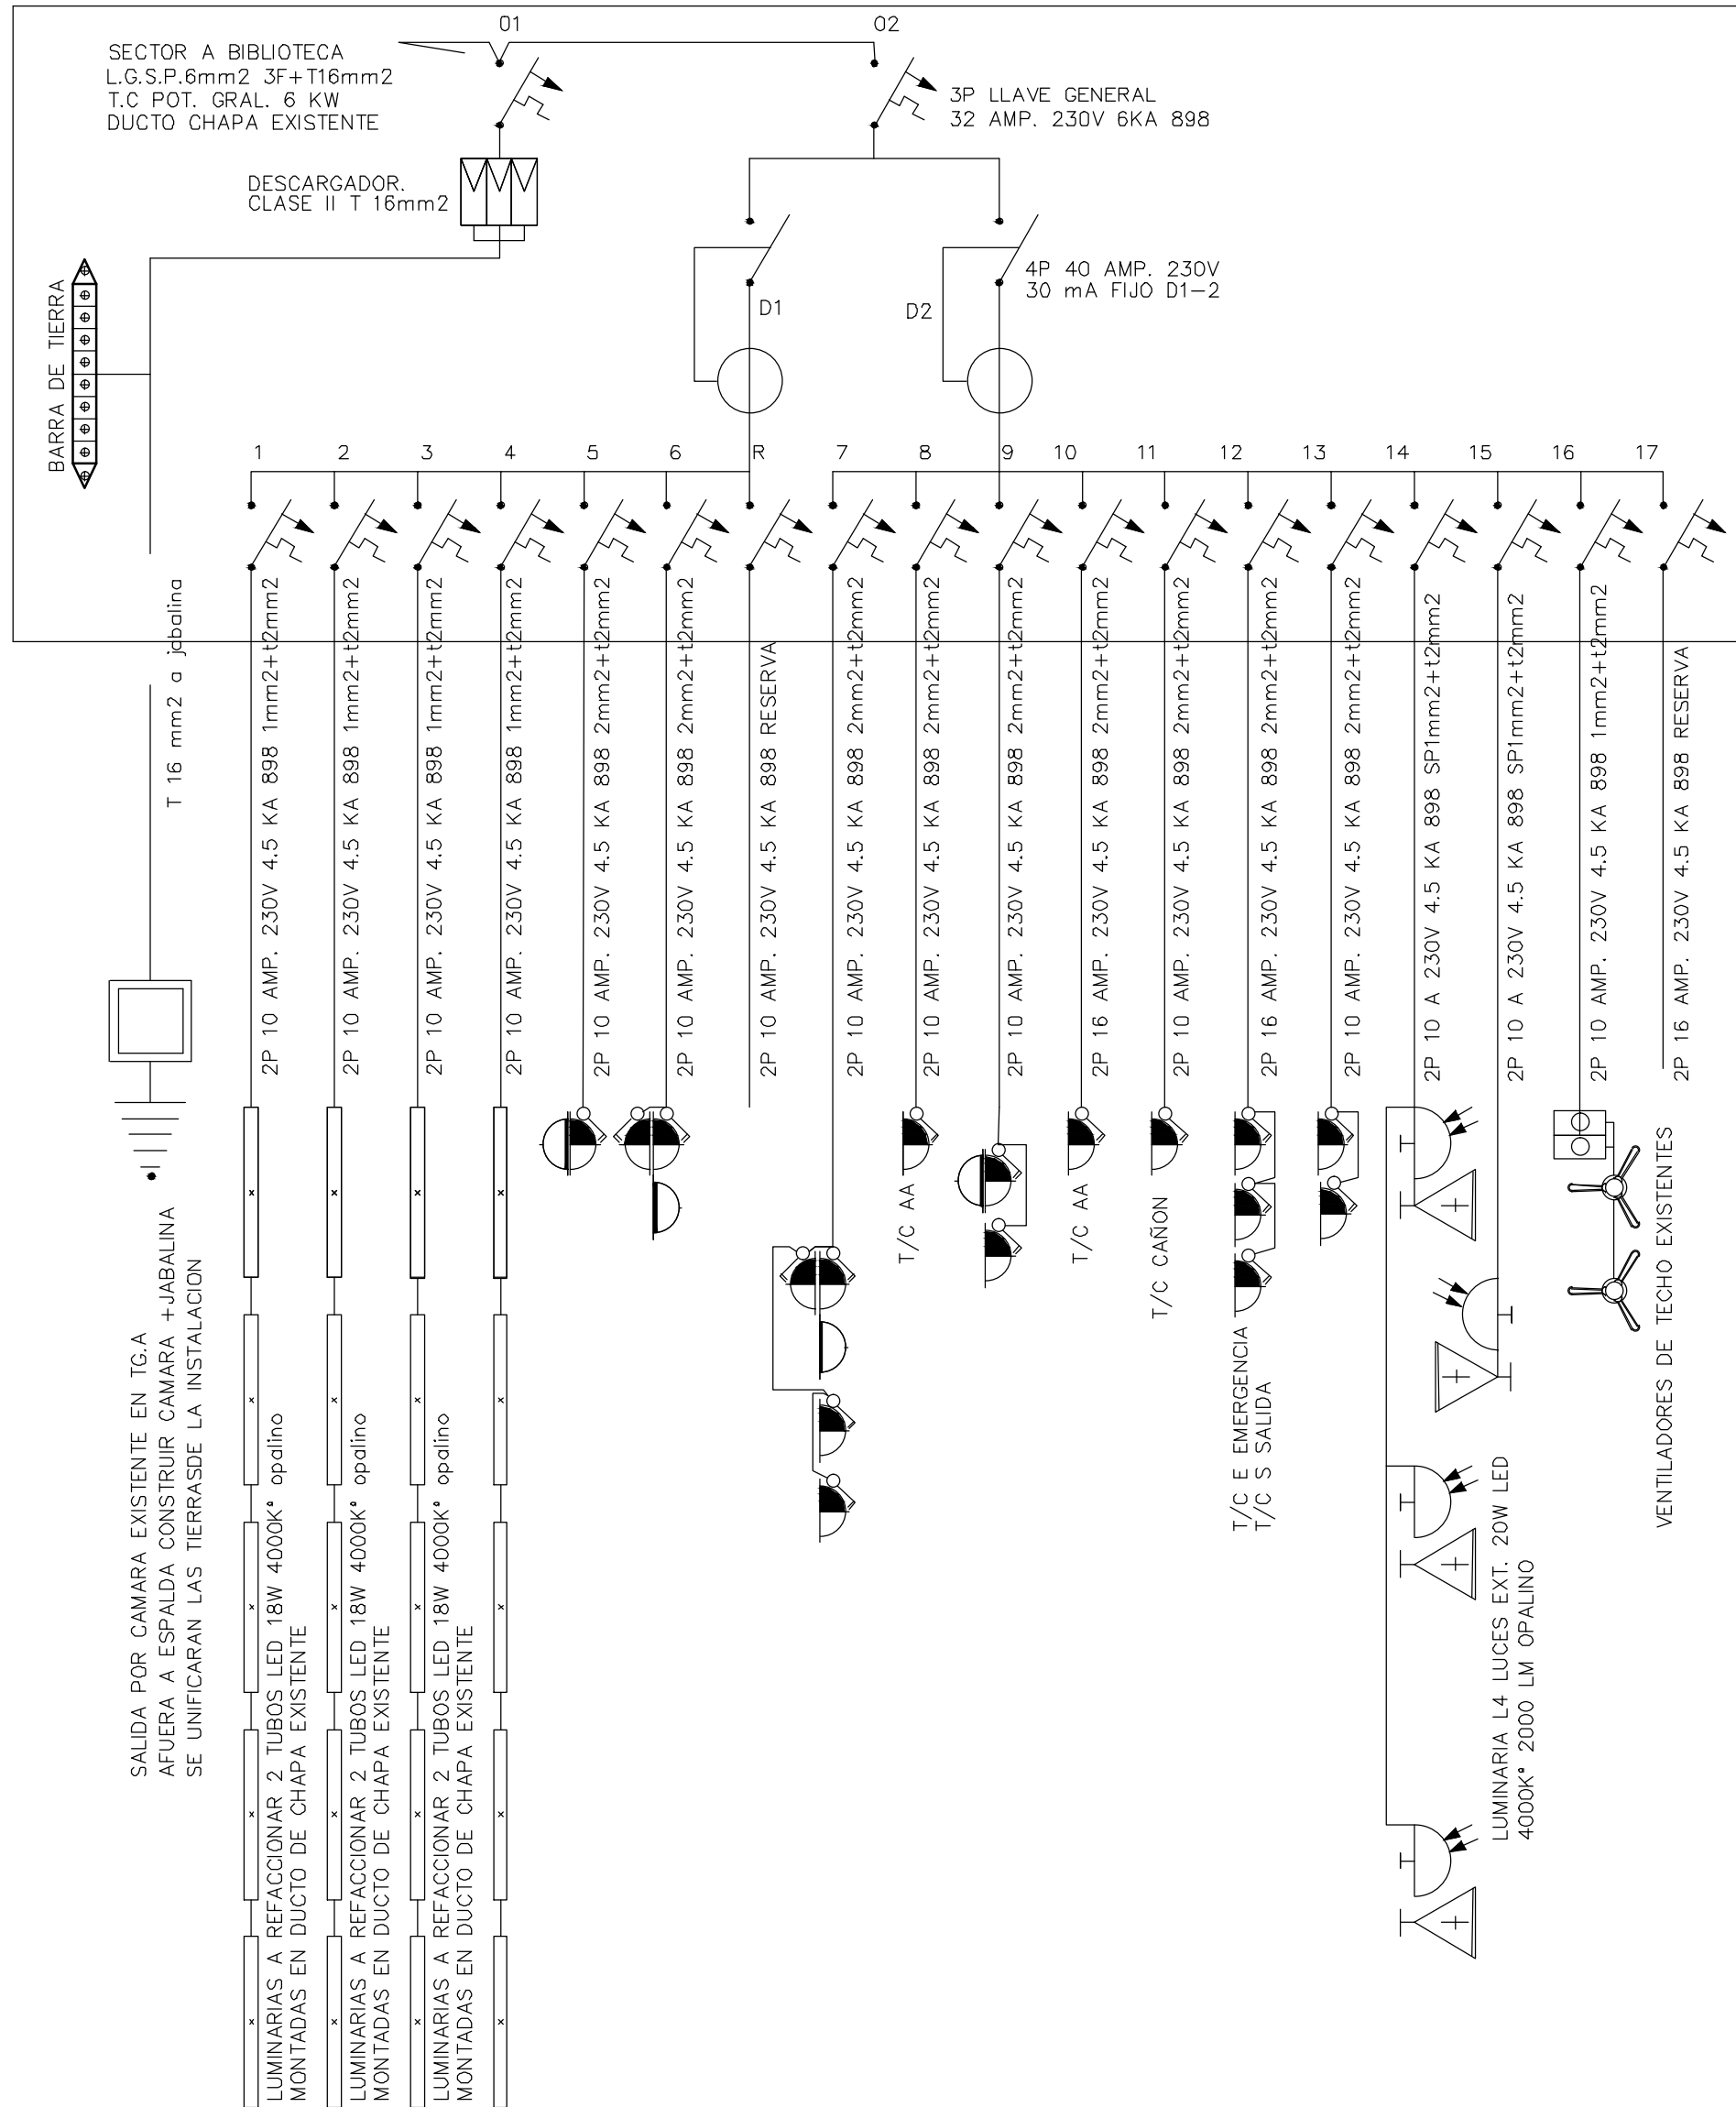 01
02
SECTOR A BIBLIOTECA
L.G.S.P.6mm2 3F+T16mm2
T.C POT. GRAL. 6 KW
DUCTO CHAPA EXISTENTE
3P LLAVE GENERAL
32 AMP. 230V 6KA 898
DESCARGADOR.
CLASE II T 16mm2
4P 40 AMP. 230V
30 mA FIJO D1-2
D1
D2
BARRA DE TIERRA
1
2
3
4
5
6
R
7
8
9
10
11
12
13
14
15
16
17
T 16 mm2 a jabalina
2P 10 AMP. 230V 4.5 KA 898 1mm2+t2mm2
2P 10 AMP. 230V 4.5 KA 898 1mm2+t2mm2
2P 10 AMP. 230V 4.5 KA 898 1mm2+t2mm2
2P 10 AMP. 230V 4.5 KA 898 1mm2+t2mm2
2P 10 AMP. 230V 4.5 KA 898 2mm2+t2mm2
2P 10 AMP. 230V 4.5 KA 898 2mm2+t2mm2
2P 10 AMP. 230V 4.5 KA 898 RESERVA
2P 10 AMP. 230V 4.5 KA 898 2mm2+t2mm2
2P 10 AMP. 230V 4.5 KA 898 2mm2+t2mm2
2P 10 AMP. 230V 4.5 KA 898 2mm2+t2mm2
2P 16 AMP. 230V 4.5 KA 898 2mm2+t2mm2
2P 10 AMP. 230V 4.5 KA 898 2mm2+t2mm2
2P 16 AMP. 230V 4.5 KA 898 2mm2+t2mm2
2P 10 AMP. 230V 4.5 KA 898 2mm2+t2mm2
2P 10 A 230V 4.5 KA 898 SP1mm2+t2mm2
2P 10 A 230V 4.5 KA 898 SP1mm2+t2mm2
2P 10 AMP. 230V 4.5 KA 898 1mm2+t2mm2
2P 16 AMP. 230V 4.5 KA 898 RESERVA
SALIDA POR CAMARA EXISTENTE EN TG.A
AFUERA A ESPALDA CONSTRUIR CAMARA +JABALINA
SE UNIFICARAN LAS TIERRASDE LA INSTALACION
LUMINARIAS A REFACCIONAR 2 TUBOS LED 18W 4000Kº opalino
MONTADAS EN DUCTO DE CHAPA EXISTENTE
LUMINARIAS A REFACCIONAR 2 TUBOS LED 18W 4000Kº opalino
MONTADAS EN DUCTO DE CHAPA EXISTENTE
LUMINARIAS A REFACCIONAR 2 TUBOS LED 18W 4000Kº opalino
MONTADAS EN DUCTO DE CHAPA EXISTENTE
T/C AA
T/C AA
T/C CAÑON
T/C E EMERGENCIA
T/C S SALIDA
LUMINARIA L4 LUCES EXT. 20W LED
4000Kº 2000 LM OPALINO
VENTILADORES DE TECHO EXISTENTES